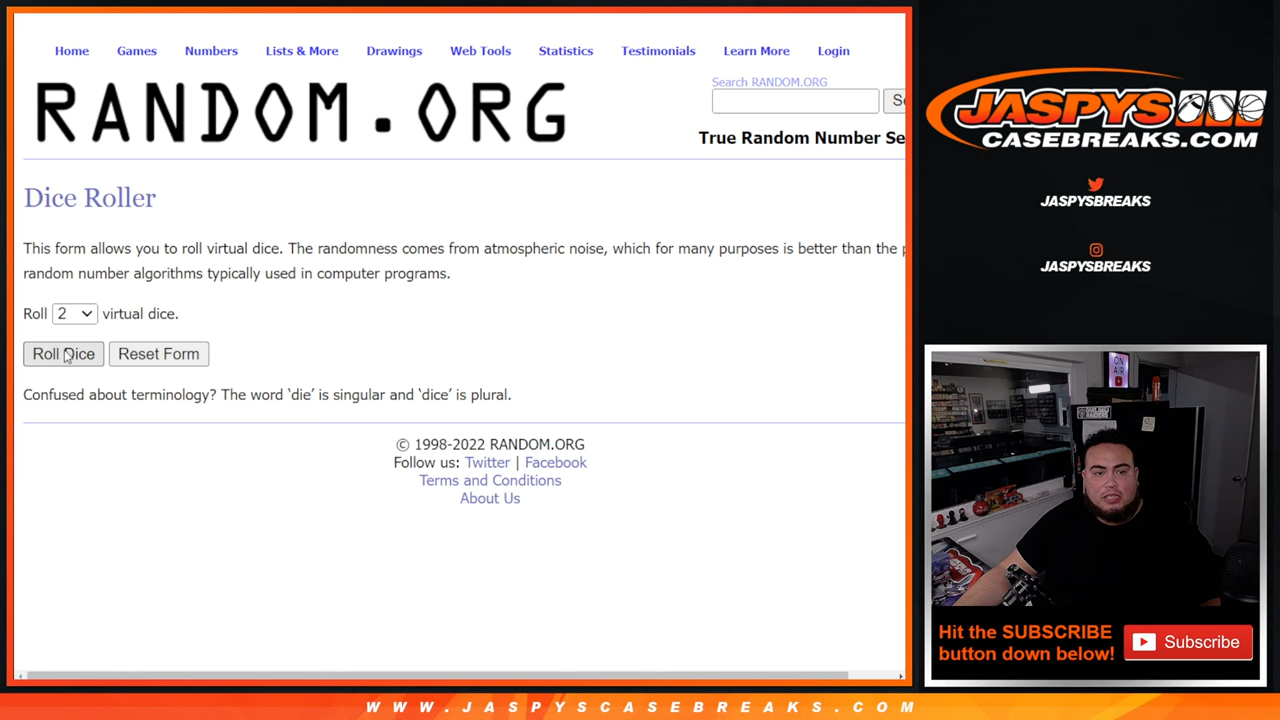 Home Games Numbers Lists & More Drawings Web Tools Statistics Testimonials Learn More Login
RANDOM.ORG
Search RANDOM.ORG
True Random Number Se
Dice Roller
This form allows you to roll virtual dice. The randomness comes from atmospheric noise, which for many purposes is better than the p
random number algorithms typically used in computer programs.
Roll 2 virtual dice.
Roll Dice Reset Form
Confused about terminology? The word ‘die’ is singular and ‘dice’ is plural.
© 1998-2022 RANDOM.ORG
Follow us: Twitter | Facebook
Terms and Conditions
About Us
JASPYS
CASEBREAKS.COM
JASPYSBREAKS
JASPYSBREAKS
ON
AIR
Hit the SUBSCRIBE
button down below!
Subscribe
WWW.JASPYSCASEBREAKS.COM